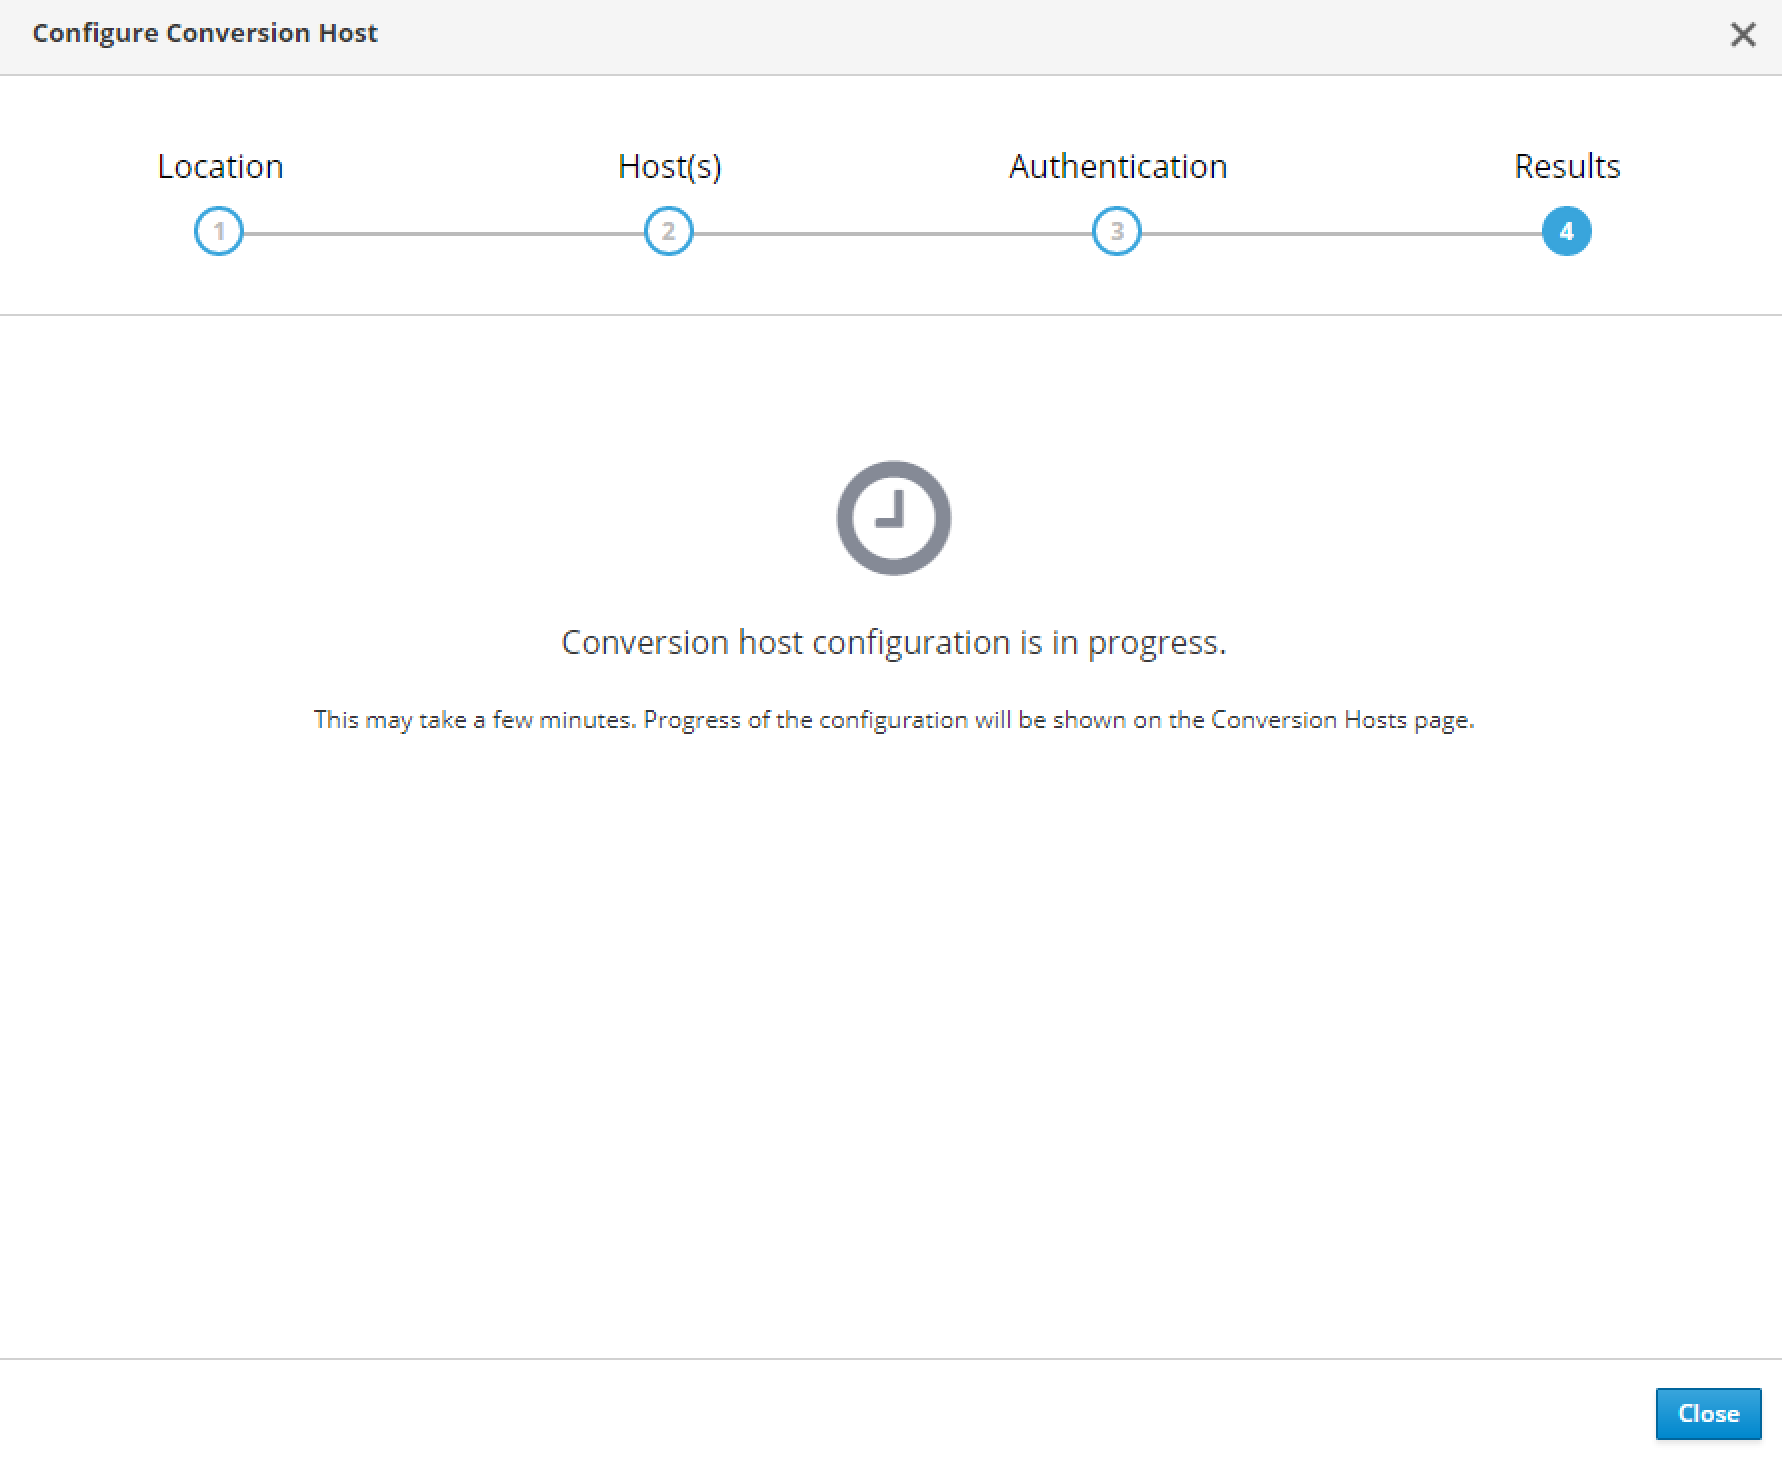 Configure Conversion Host
Location Host(s) Authentication Results
1 2 3 4
Conversion host configuration is in progress.
This may take a few minutes. Progress of the configuration will be shown on the Conversion Hosts page.
Close